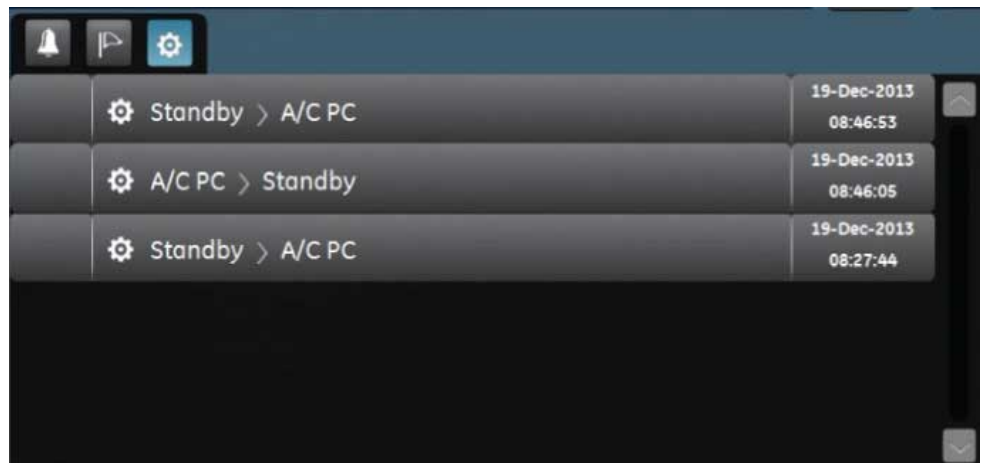 Standby > A/C PC
19-Dec-2013
08:46:53
A/C PC > Standby
19-Dec-2013
08:46:05
Standby > A/C PC
19-Dec-2013
08:27:44